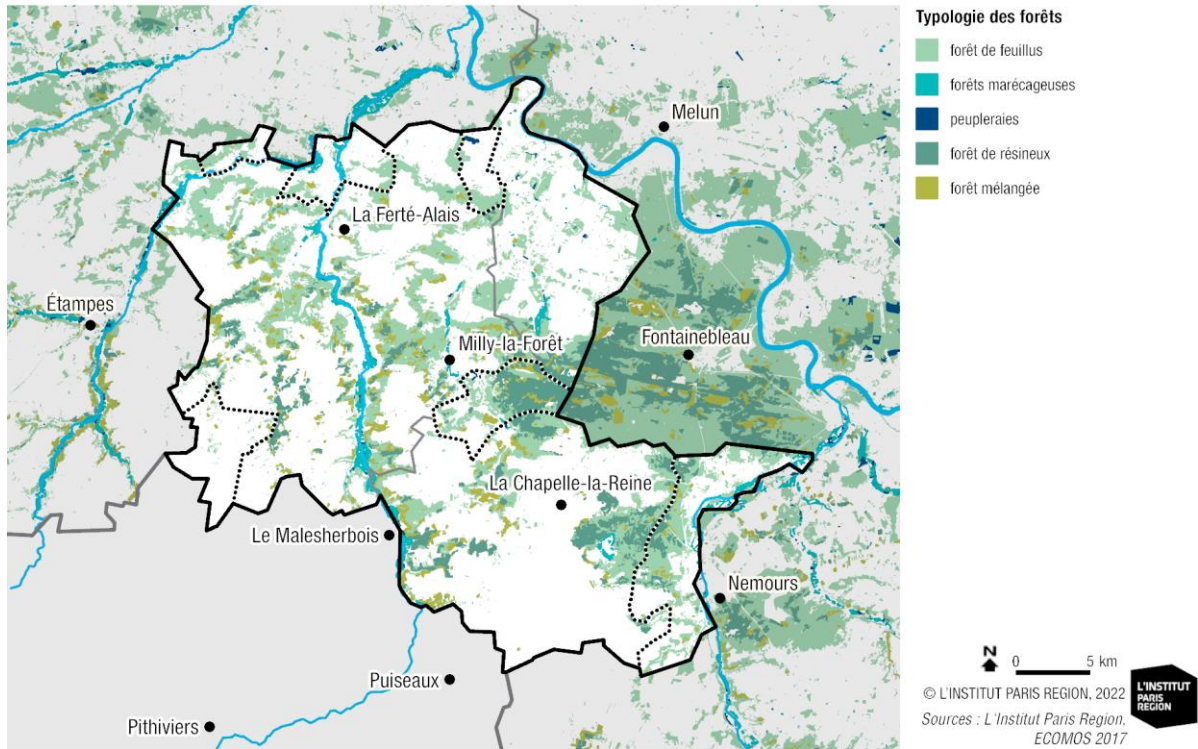 Typologie des forêts
forêt de feuillus
forêts marécageuses
peupleraies
forêt de résineux
forêt mélangée
Melun
La Ferté-Alais
Étampes
Milly-la-Forêt
Fontainebleau
La Chapelle-la-Reine
Le Malesherbois
Nemours
Puiseaux
Pithiviers
N
0 5 km
© L'INSTITUT PARIS REGION, 2022
Sources : L'Institut Paris Region,
ECOMOS 2017
L'INSTITUT
PARIS
REGION